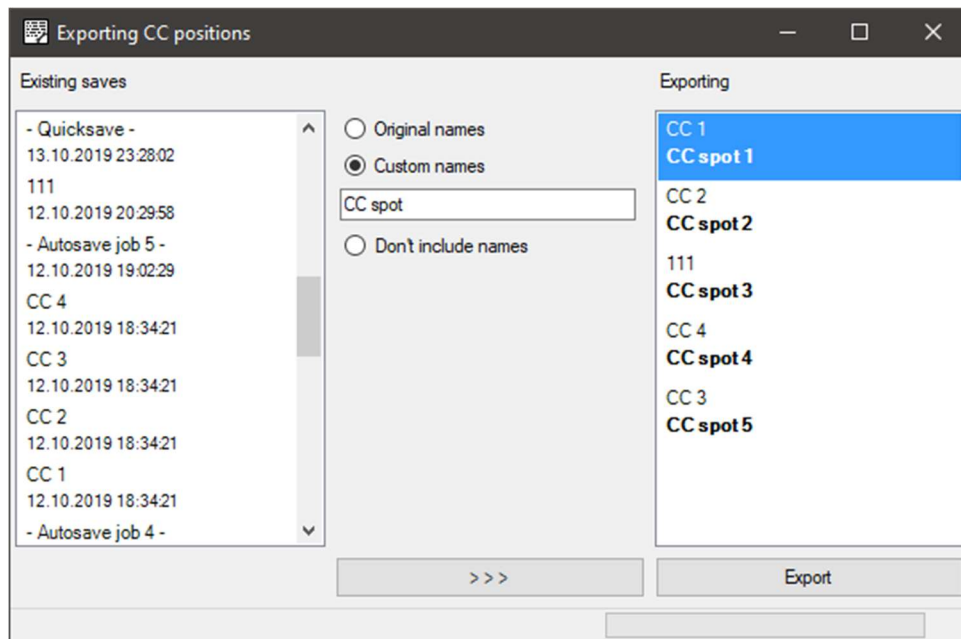 Exporting CC positions
Existing saves
- Quicksave -
13.10.2019 23:28:02
111
12.10.2019 20:29:58
- Autosave job 5 -
12.10.2019 19:02:29
CC 4
12.10.2019 18:34:21
CC 3
12.10.2019 18:34:21
CC 2
12.10.2019 18:34:21
CC 1
12.10.2019 18:34:21
- Autosave job 4 -
Original names
Custom names
CC spot
Don't include names
> > >
Exporting
CC 1
CC spot 1
CC 2
CC spot 2
111
CC spot 3
CC 4
CC spot 4
CC 3
CC spot 5
Export